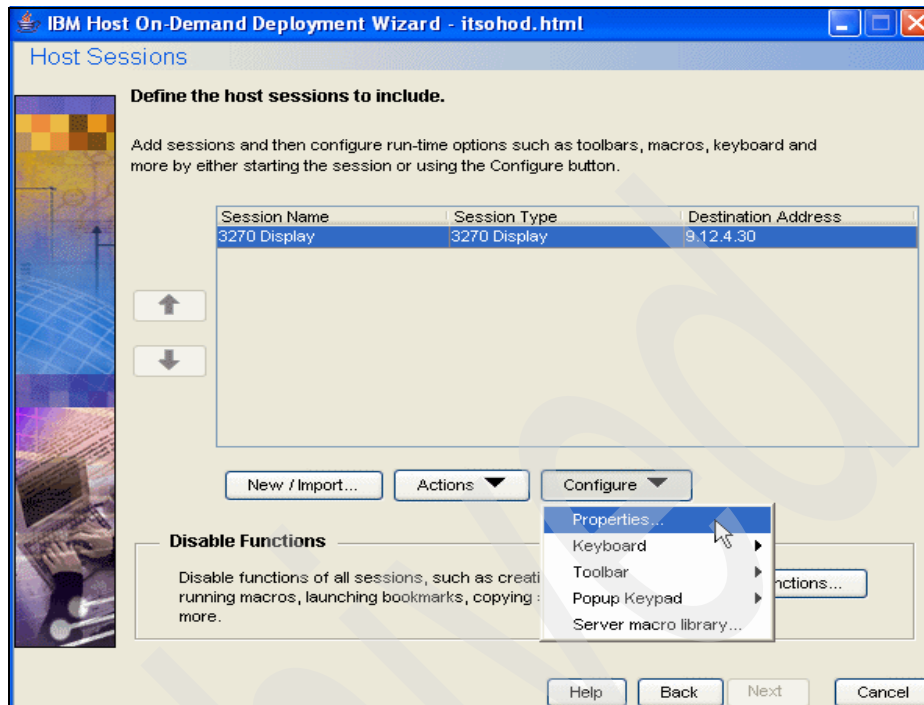 IBM Host On-Demand Deployment Wizard - itsohod.html
Host Sessions
Define the host sessions to include.
Add sessions and then configure run-time options such as toolbars, macros, keyboard and
more by either starting the session or using the Configure button.
Session Name Session Type Destination Address
3270 Display 3270 Display 9.12.4.30
New / Import... Actions Configure
Properties...
Keyboard
Toolbar
Popup Keypad
Server macro library...
Disable Functions
Disable functions of all sessions, such as creati
running macros, launching bookmarks, copying
more.
nctions...
Help Back Next Cancel